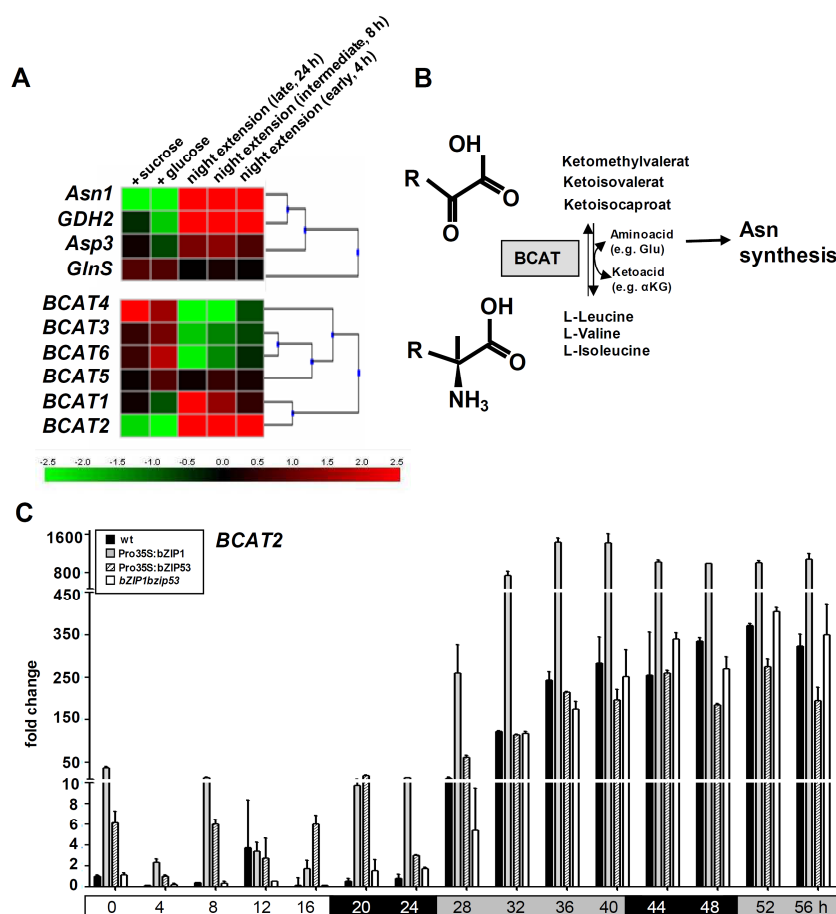 A
+ sucrose
+ glucose
night extension (late, 24 h)
night extension (intermediate, 8 h)
night extension (early, 4 h)
Asn1
GDH2
Asp3
GlnS
BCAT4
BCAT3
BCAT6
BCAT5
BCAT1
BCAT2
-2.5 -2.0 -1.5 -1.0 -0.5 0.0 0.5 1.0 1.5 2.0 2.5
B
OH
R
O
O
Ketomethylvalerat
Ketoisovalerat
Ketoisocaproat
BCAT
Aminoacid
(e.g. Glu)
Ketoacid
(e.g. αKG)
Asn
synthesis
L-Leucine
L-Valine
L-Isoleucine
OH
R
O
NH3
C
BCAT2
wt
Pro35S:bZIP1
Pro35S:bZIP53
bZIP1bzip53
fold change
1600
800
450
350
250
150
50
10
8
6
4
2
0
0 4 8 12 16 20 24 28 32 36 40 44 48 52 56 h